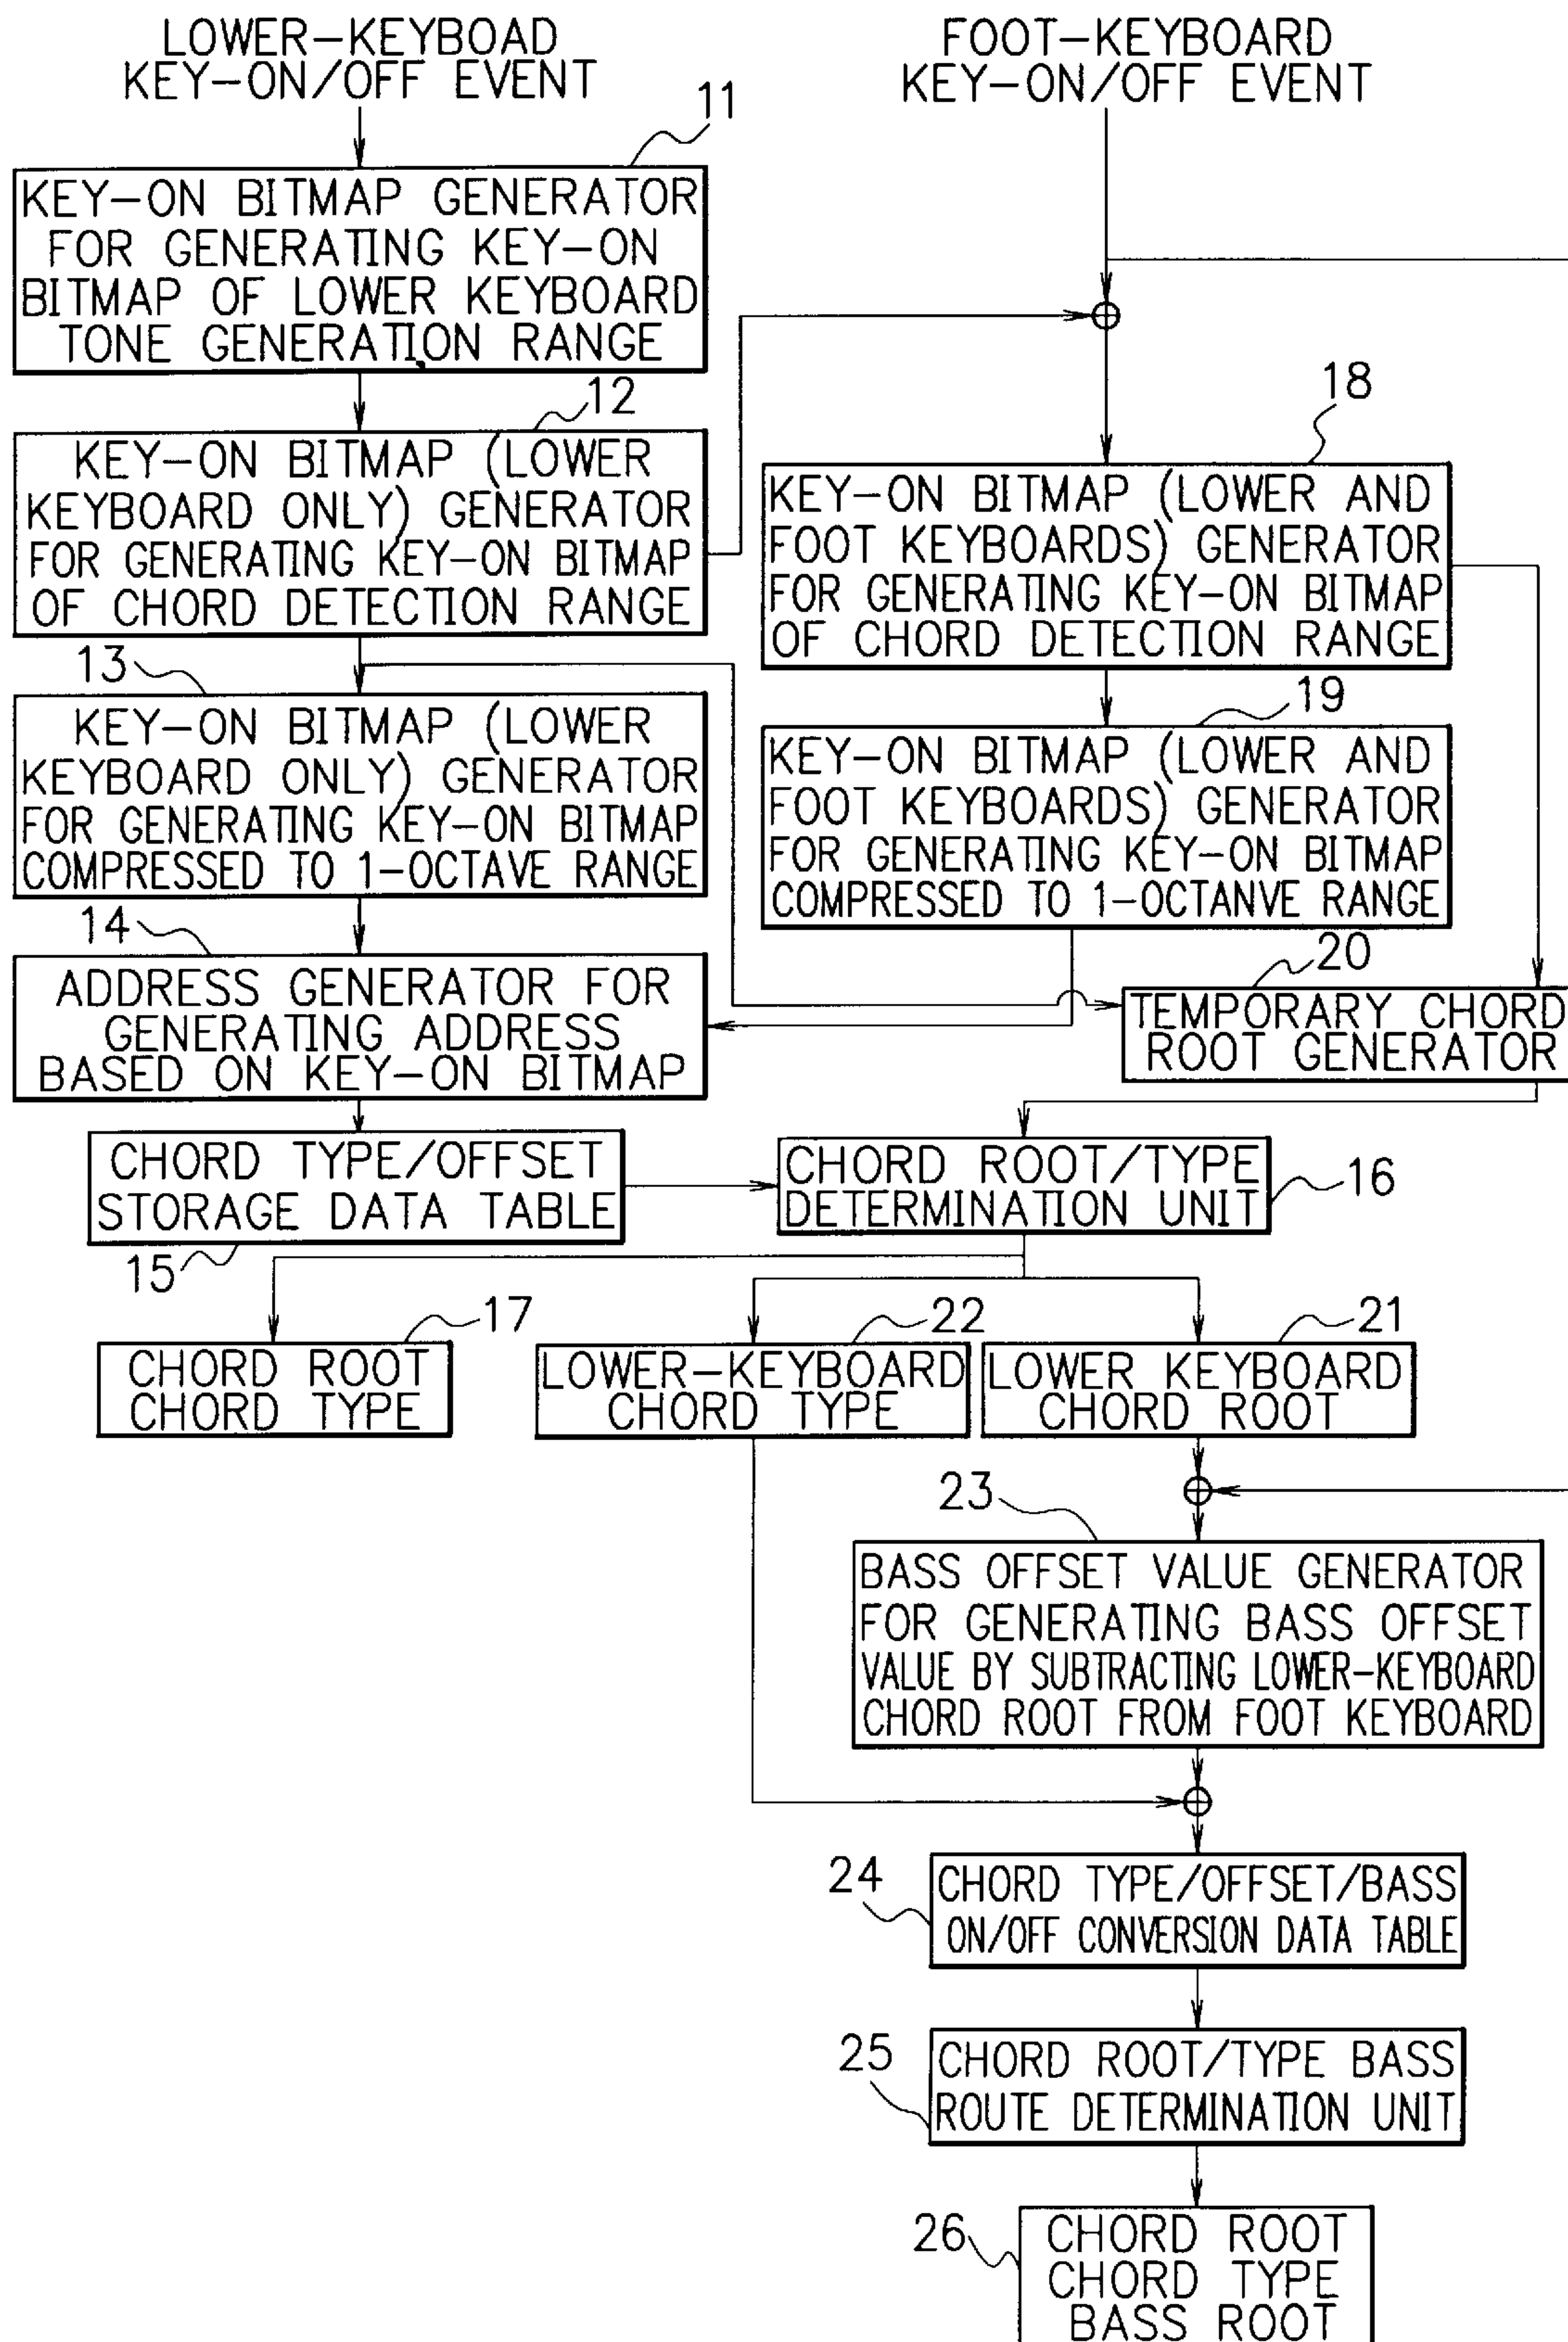 LOWER-KEYBOAD
KEY-ON/OFF EVENT
FOOT-KEYBOARD
KEY-ON/OFF EVENT
11
KEY-ON BITMAP GENERATOR
FOR GENERATING KEY-ON
BITMAP OF LOWER KEYBOARD
TONE GENERATION RANGE
12
KEY-ON BITMAP (LOWER
KEYBOARD ONLY) GENERATOR
FOR GENERATING KEY-ON BITMAP
OF CHORD DETECTION RANGE
18
KEY-ON BITMAP (LOWER AND
FOOT KEYBOARDS) GENERATOR
FOR GENERATING KEY-ON BITMAP
OF CHORD DETECTION RANGE
13
KEY-ON BITMAP (LOWER
KEYBOARD ONLY) GENERATOR
FOR GENERATING KEY-ON BITMAP
COMPRESSED TO 1-OCTAVE RANGE
19
KEY-ON BITMAP (LOWER AND
FOOT KEYBOARDS) GENERATOR
FOR GENERATING KEY-ON BITMAP
COMPRESSED TO 1-OCTANVE RANGE
14
ADDRESS GENERATOR FOR
GENERATING ADDRESS
BASED ON KEY-ON BITMAP
20
TEMPORARY CHORD
ROOT GENERATOR
CHORD TYPE/OFFSET
STORAGE DATA TABLE
15
CHORD ROOT/TYPE
DETERMINATION UNIT
16
17
CHORD ROOT
CHORD TYPE
22
LOWER-KEYBOARD
CHORD TYPE
21
LOWER KEYBOARD
CHORD ROOT
23
BASS OFFSET VALUE GENERATOR
FOR GENERATING BASS OFFSET
VALUE BY SUBTRACTING LOWER-KEYBOARD
CHORD ROOT FROM FOOT KEYBOARD
24
CHORD TYPE/OFFSET/BASS
ON/OFF CONVERSION DATA TABLE
25
CHORD ROOT/TYPE BASS
ROUTE DETERMINATION UNIT
26
CHORD ROOT
CHORD TYPE
BASS ROOT